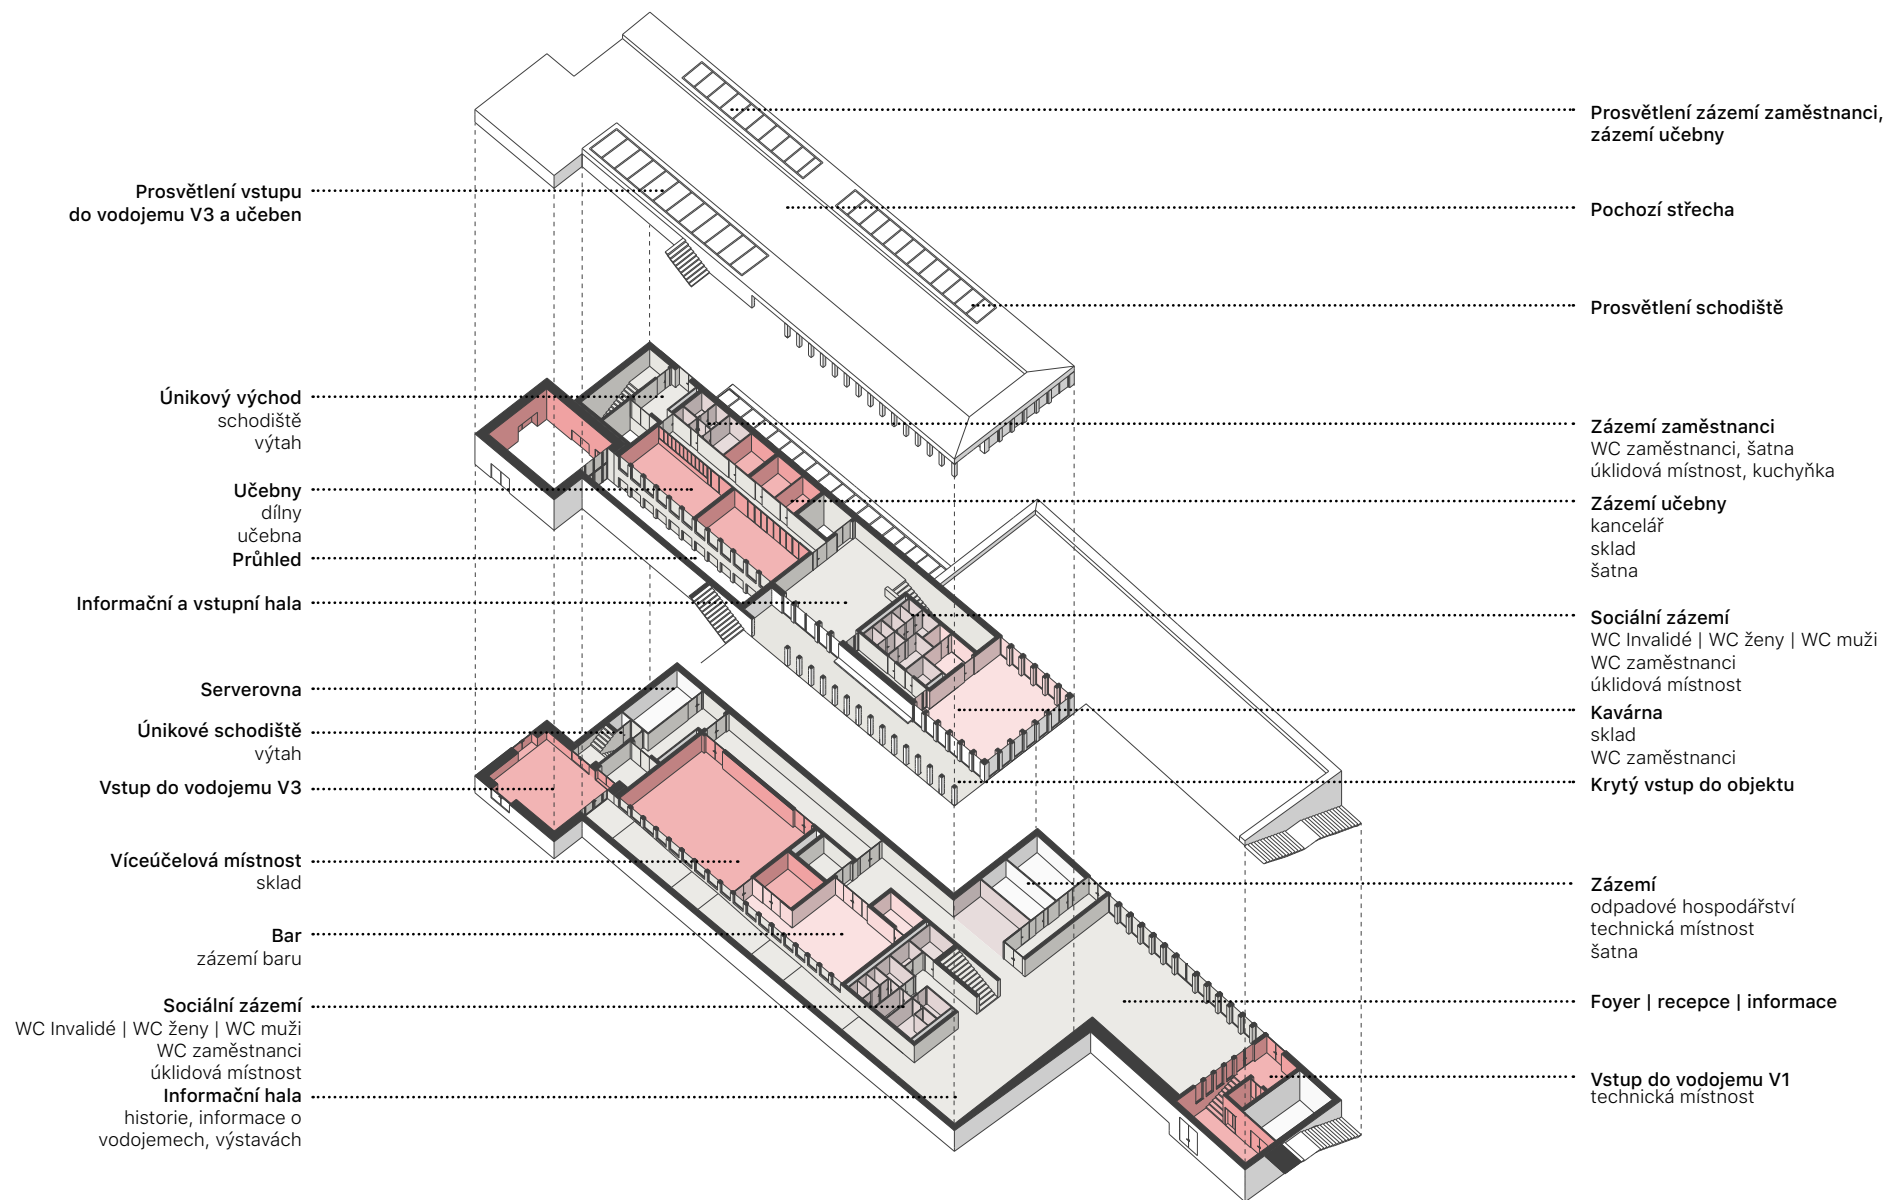 Prosvětlení vstupu
do vodojemu V3 a učeben
Únikový východ
schodiště
výtah
Učebny
dílny
učebna
Průhled
Informační a vstupní hala
Serverovna
Únikové schodiště
výtah
Vstup do vodojemu V3
Víceúčelová místnost
sklad
Bar
zázemí baru
Sociální zázemí
WC Invalidé | WC ženy | WC muži
WC zaměstnanci
úklidová místnost
Informační hala
historie, informace o
vodojemech, výstavách
Prosvětlení zázemí zaměstnanci,
zázemí učebny
Pochozí střecha
Prosvětlení schodiště
Zázemí zaměstnanci
WC zaměstnanci, šatna
úklidová místnost, kuchyňka
Zázemí učebny
kancelář
sklad
šatna
Sociální zázemí
WC Invalidé | WC ženy | WC muži
WC zaměstnanci
úklidová místnost
Kavárna
sklad
WC zaměstnanci
Krytý vstup do objektu
Zázemí
odpadové hospodářství
technická místnost
šatna
Foyer | recepce | informace
Vstup do vodojemu V1
technická místnost